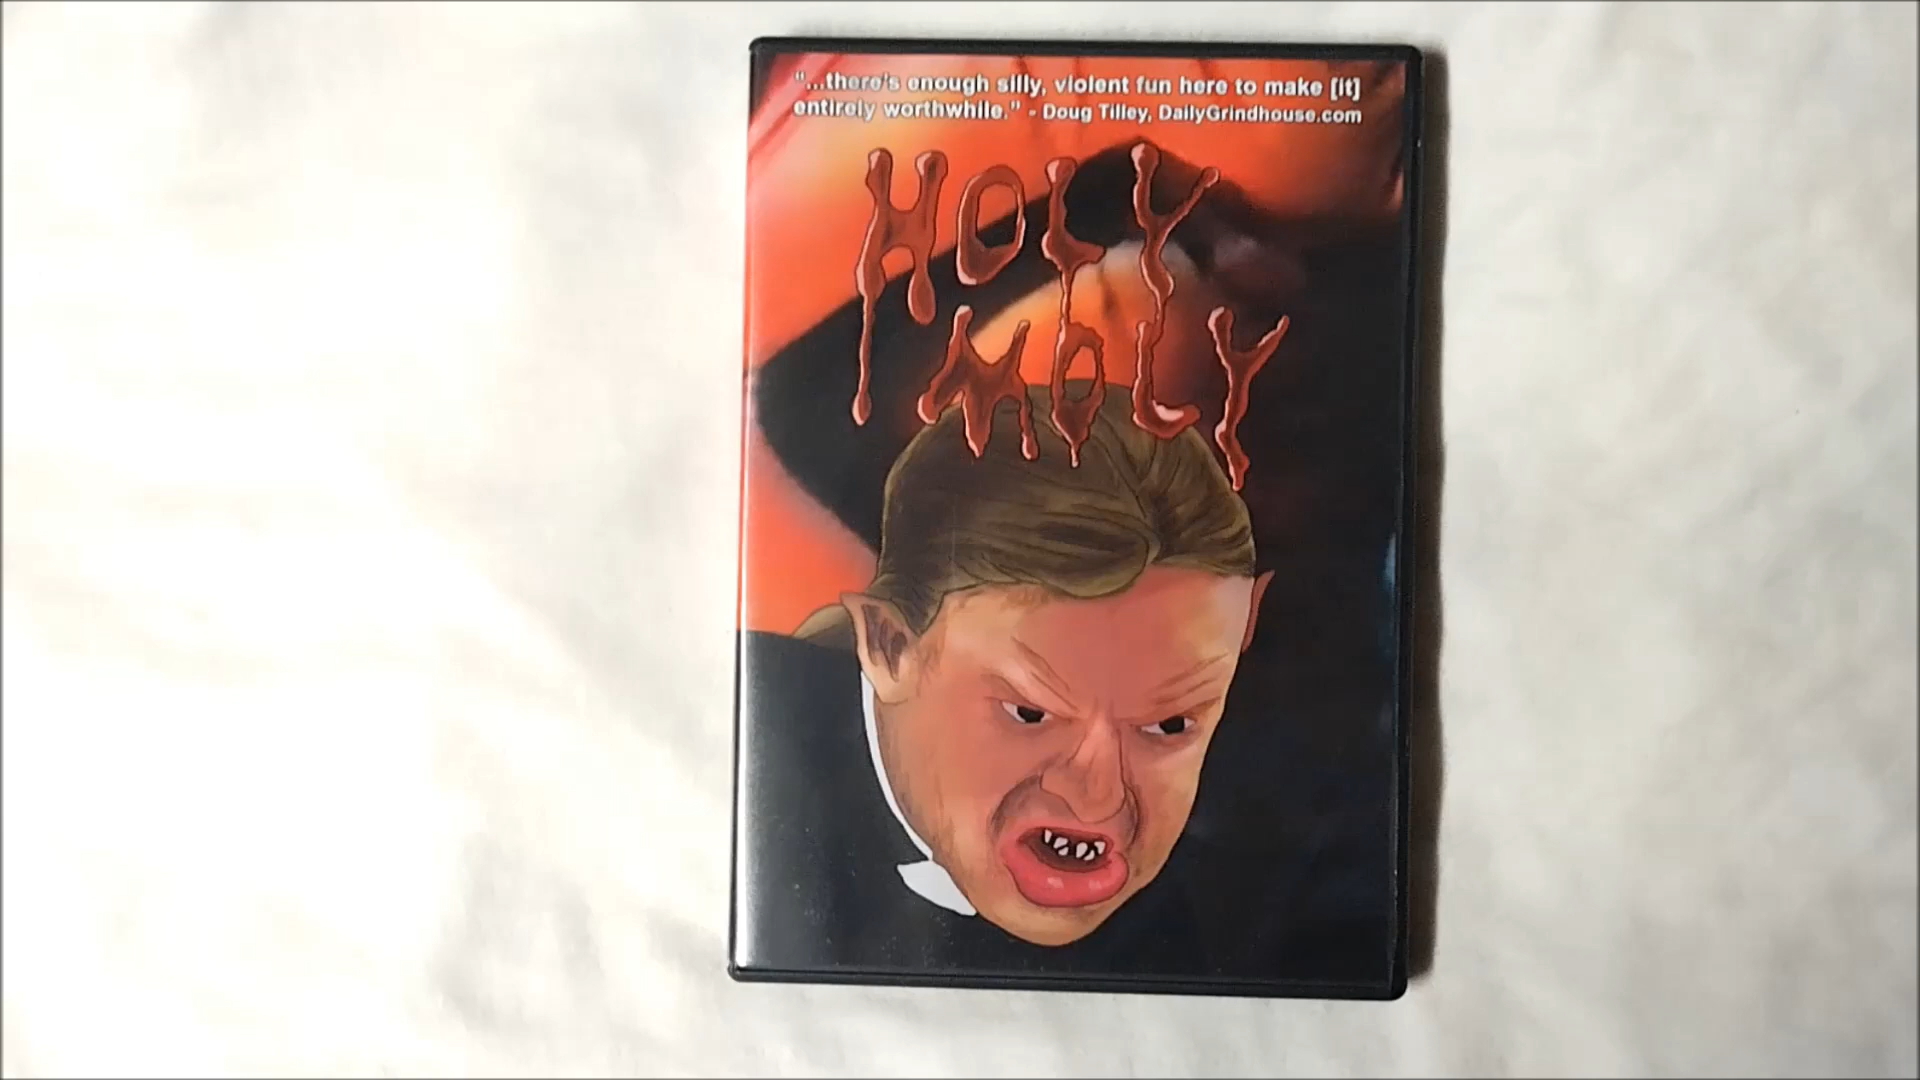 "...there's enough silly, violent fun here to make [it]
entirely worthwhile." - Doug Tilley, DailyGrindhouse.com
HOLY
MOLY